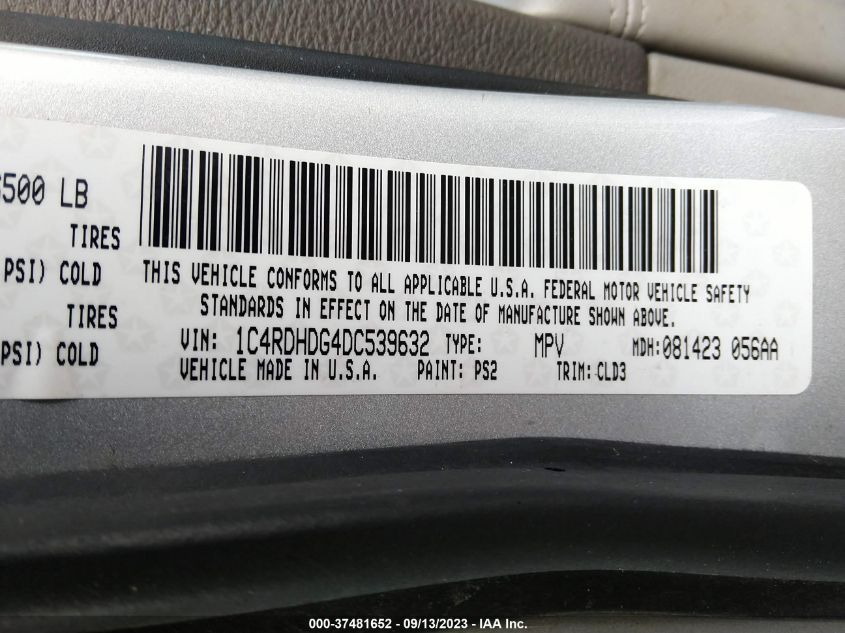 6500 LB
TIRES
PSI) COLD
TIRES
PSI) COLD
THIS VEHICLE CONFORMS TO ALL APPLICABLE U.S.A. FEDERAL MOTOR VEHICLE SAFETY
STANDARDS IN EFFECT ON THE DATE OF MANUFACTURE SHOWN ABOVE.
VIN: 1C4RDHDG4DC539632 TYPE: MPV MDH:081423 056AA
VEHICLE MADE IN U.S.A. PAINT: PS2 TRIM:CLD3
000-37481652 - 09/13/2023 - IAA Inc.